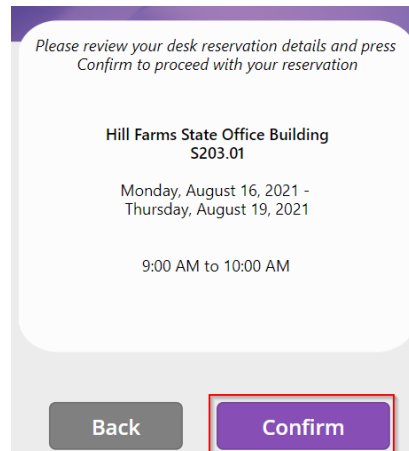 Please review your desk reservation details and press
Confirm to proceed with your reservation
Hill Farms State Office Building
S203.01
Monday, August 16, 2021 -
Thursday, August 19, 2021
9:00 AM to 10:00 AM
Back
Confirm